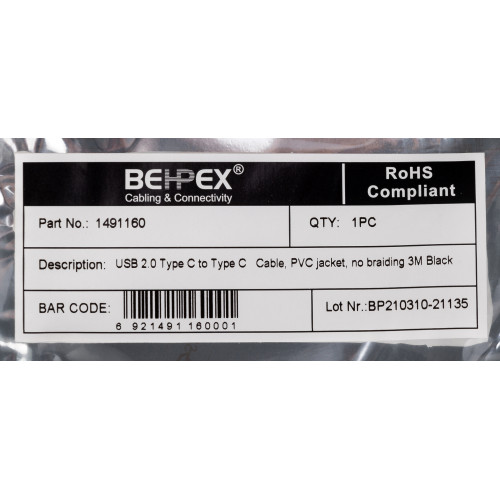 BEHPEX®
Cabling & Connectivity
RoHS
Compliant
Part No.: 1491160
QTY: 1PC
Description: USB 2.0 Type C to Type C Cable, PVC jacket, no braiding 3M Black
BAR CODE:
6 921491 160001
Lot Nr.:BP210310-21135